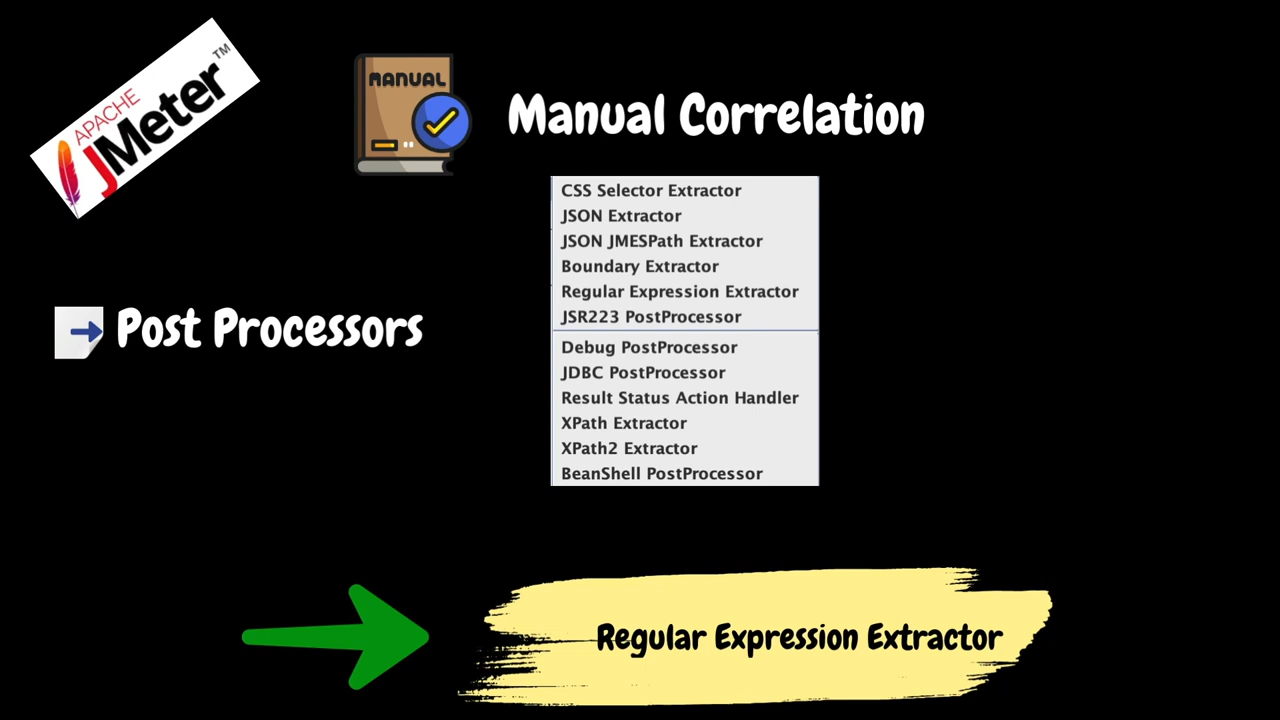 APACHE
JMeter™
MANUAL
Manual Correlation
CSS Selector Extractor
JSON Extractor
JSON JMESPath Extractor
Boundary Extractor
Regular Expression Extractor
JSR223 PostProcessor
Debug PostProcessor
JDBC PostProcessor
Result Status Action Handler
XPath Extractor
XPath2 Extractor
BeanShell PostProcessor
Post Processors
Regular Expression Extractor